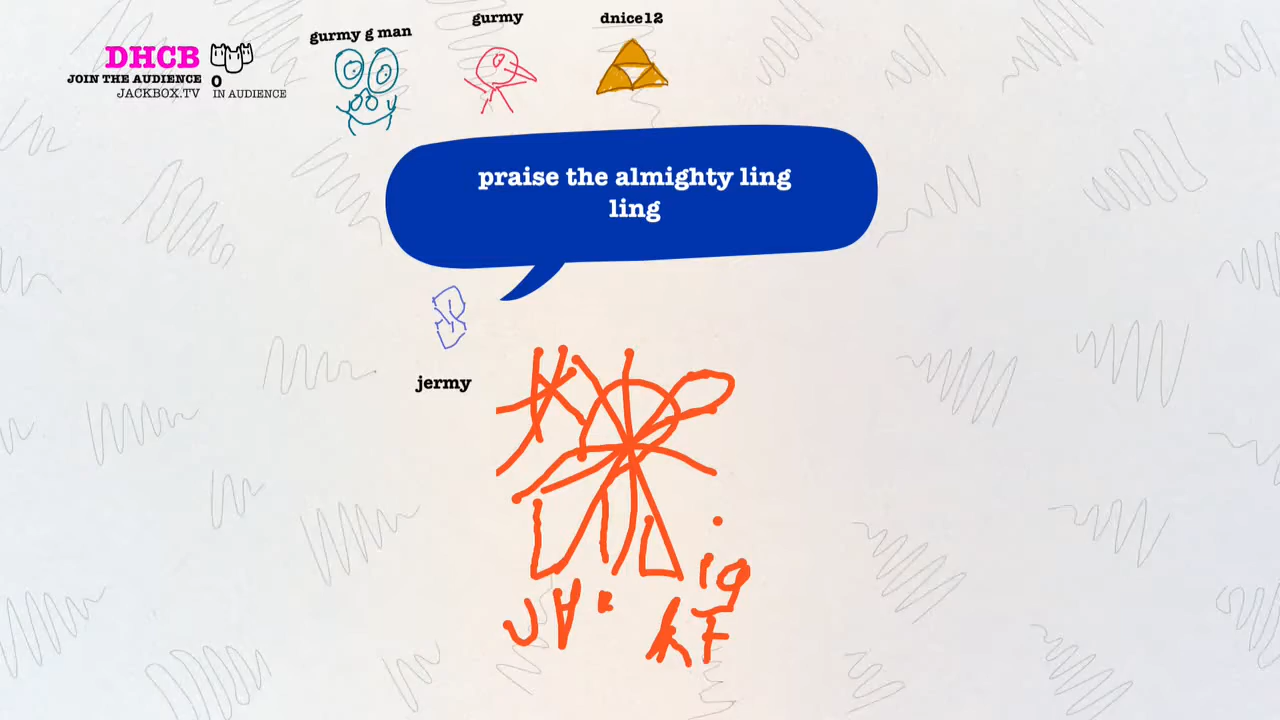 gurmy g man
gurmy
dnice12
DHCB
JOIN THE AUDIENCE
JACKBOX.TV
0
IN AUDIENCE
praise the almighty ling
ling
jermy